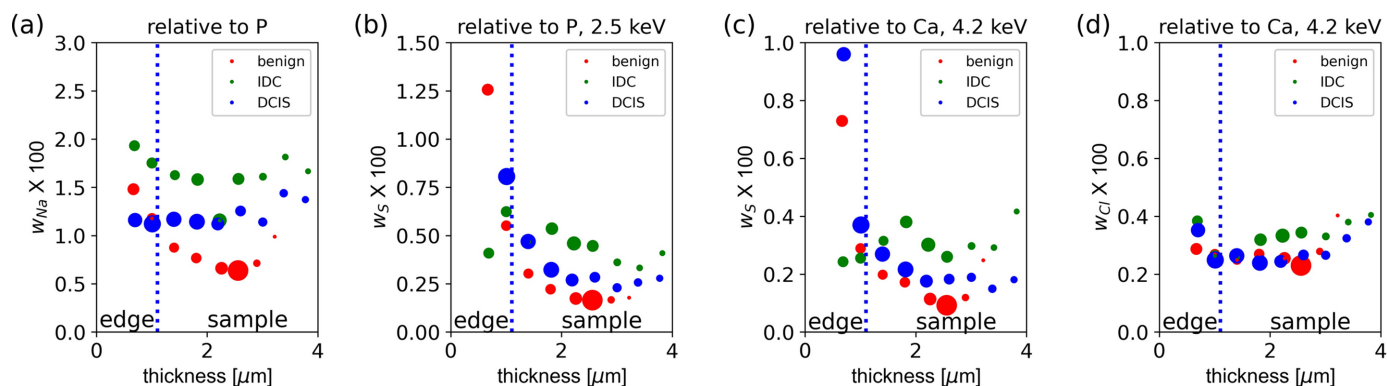 (a)
relative to P
3.0
2.5
2.0
1.5
1.0
0.5
0.0
w_Na X 100
benign
IDC
DCIS
edge
sample
0
2
4
thickness [μm]
(b)
relative to P, 2.5 keV
1.50
1.25
1.00
0.75
0.50
0.25
0.00
w_S X 100
benign
IDC
DCIS
edge
sample
0
2
4
thickness [μm]
(c)
relative to Ca, 4.2 keV
1.0
0.8
0.6
0.4
0.2
0.0
w_S X 100
benign
IDC
DCIS
edge
sample
0
2
4
thickness [μm]
(d)
relative to Ca, 4.2 keV
1.0
0.8
0.6
0.4
0.2
0.0
w_Cl X 100
benign
IDC
DCIS
edge
sample
0
2
4
thickness [μm]